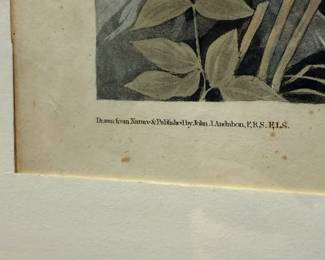 Drawn from Nature & Published by John J. Audubon, F.R.S. F.L.S.